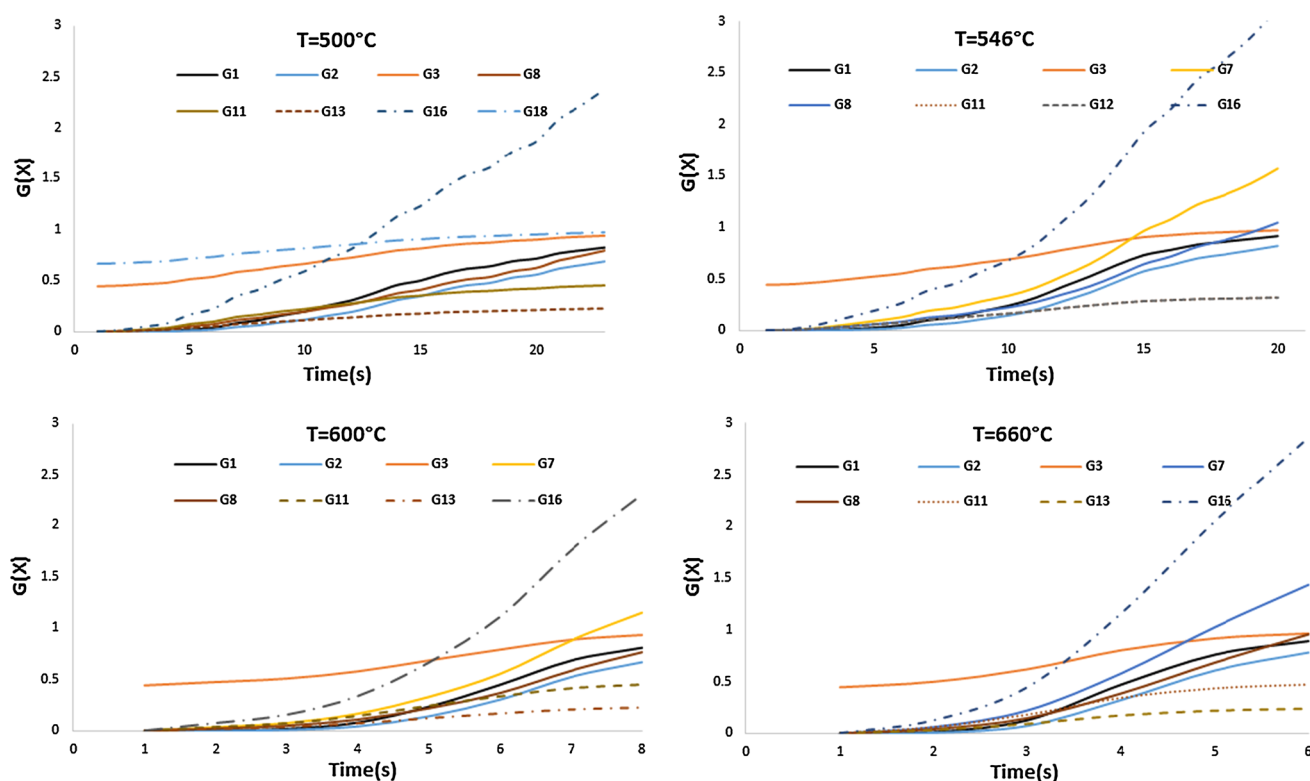 T=500°C
G1 G2 G3 G8
G11 G13 G16 G18
G(X)
3
2.5
2
1.5
1
0.5
0
0 5 10 15 20
Time(s)
T=546°C
G1 G2 G3 G7
G8 G11 G12 G16
G(X)
3
2.5
2
1.5
1
0.5
0
0 5 10 15 20
Time(s)
T=600°C
G1 G2 G3 G7
G8 G11 G13 G16
G(X)
3
2.5
2
1.5
1
0.5
0
0 1 2 3 4 5 6 7 8
Time(s)
T=660°C
G1 G2 G3 G7
G8 G11 G13 G16
G(X)
3
2.5
2
1.5
1
0.5
0
0 1 2 3 4 5 6
Time(s)